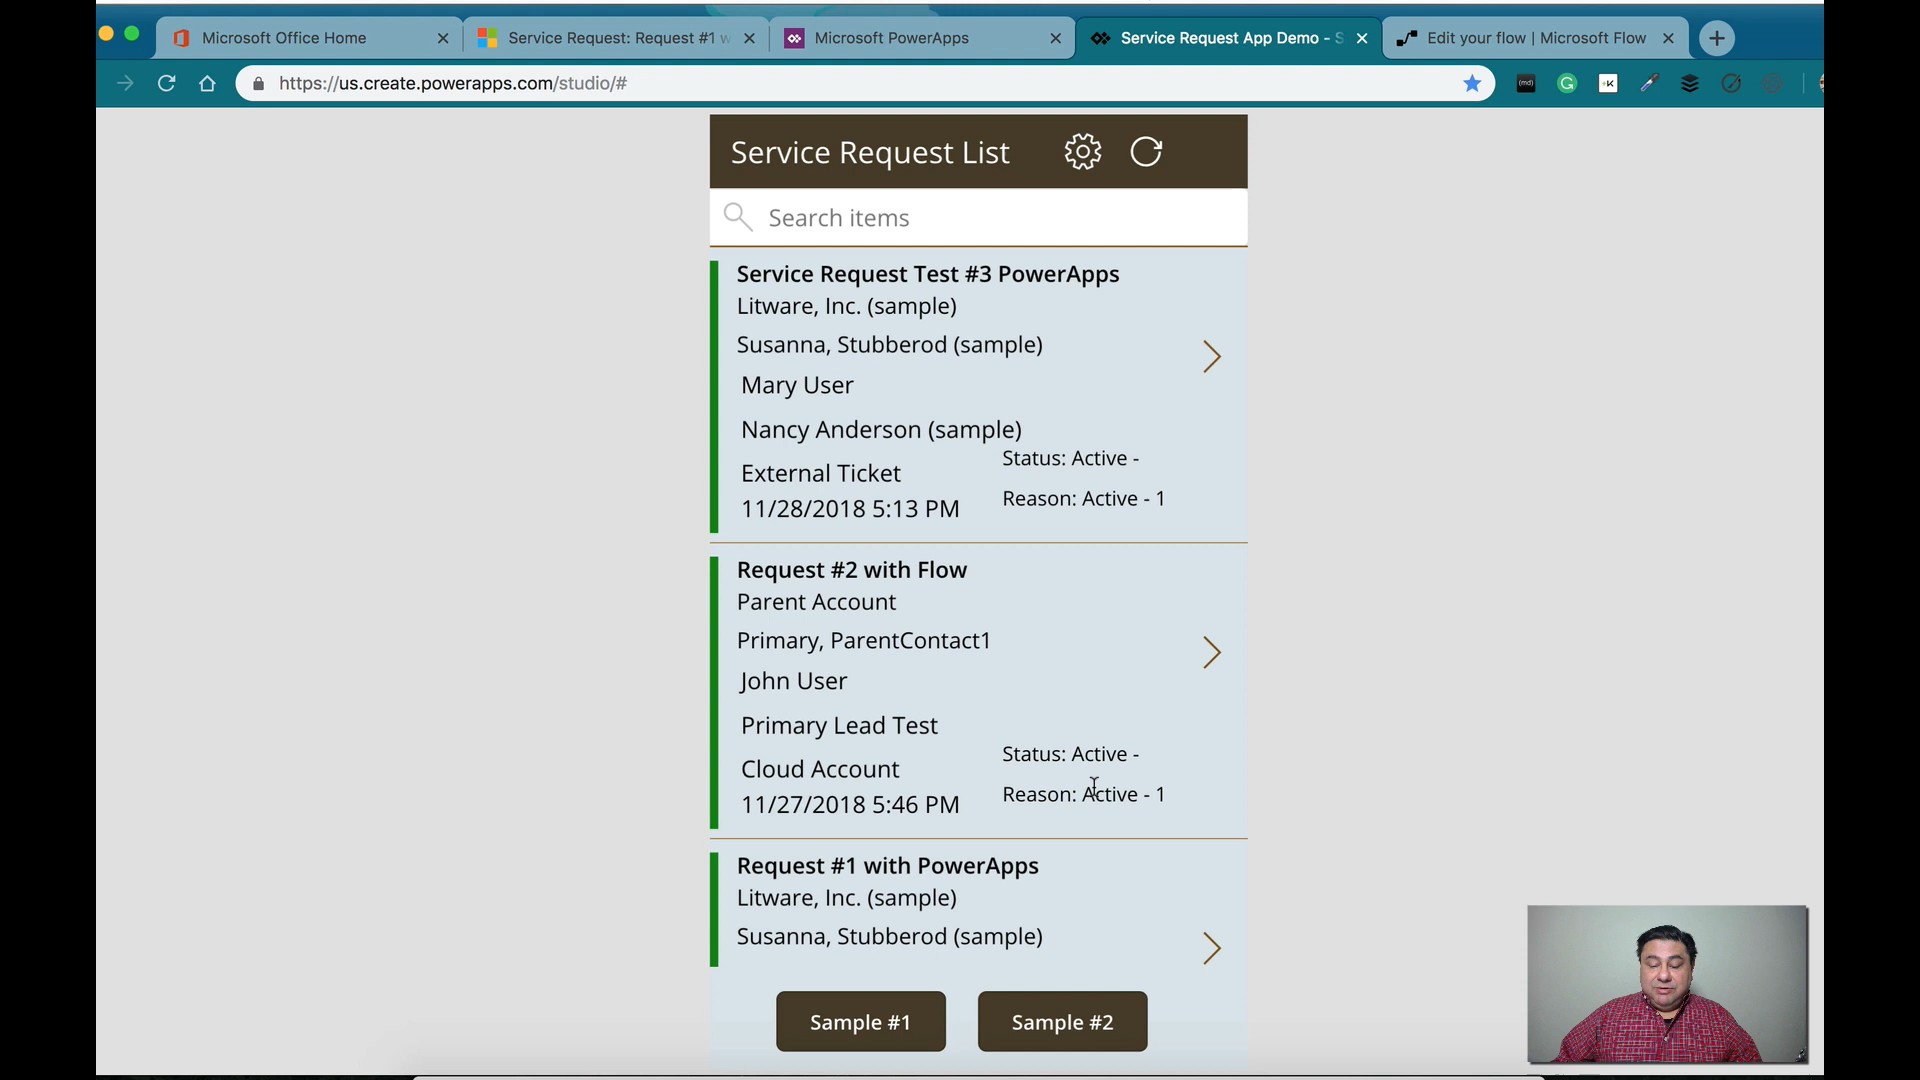 Microsoft Office Home
Service Request: Request #1 w
Microsoft PowerApps
Service Request App Demo - S
Edit your flow | Microsoft Flow
https://us.create.powerapps.com/studio/#
Service Request List
Search items
Service Request Test #3 PowerApps
Litware, Inc. (sample)
Susanna, Stubberod (sample)
Mary User
Nancy Anderson (sample)
Status: Active -
External Ticket
Reason: Active - 1
11/28/2018 5:13 PM
Request #2 with Flow
Parent Account
Primary, ParentContact1
John User
Primary Lead Test
Status: Active -
Cloud Account
Reason: Active - 1
11/27/2018 5:46 PM
Request #1 with PowerApps
Litware, Inc. (sample)
Susanna, Stubberod (sample)
Sample #1
Sample #2